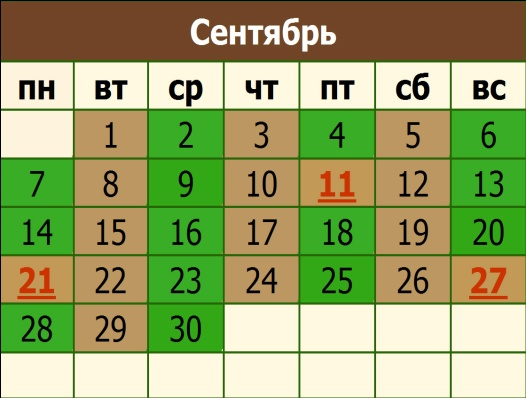 Сентябрь
пн вт ср чт пт сб вс
1 2 3 4 5 6
7 8 9 10 11 12 13
14 15 16 17 18 19 20
21 22 23 24 25 26 27
28 29 30